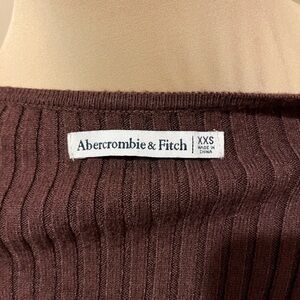 Abercrombie & Fitch
XXS
MADE IN
CHINA